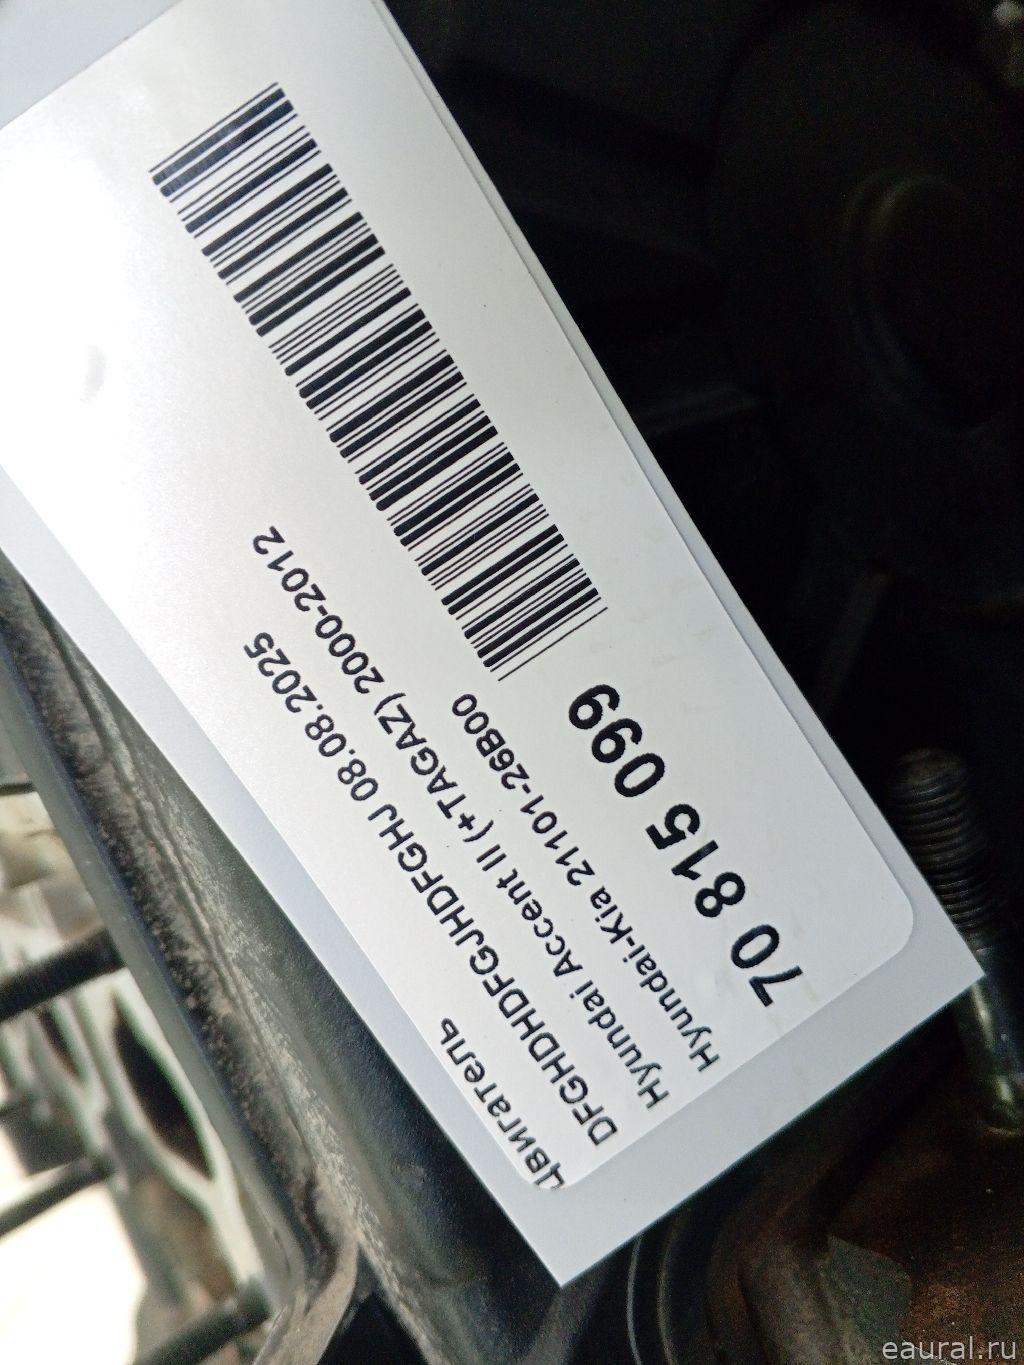 Двигатель
DFGHDHDFGJHDFGHJ 08.08.2025
Hyundai Accent II (+TAGAZ) 2000-2012
Hyundai-Kia 21101-26B00
70 815 099
eaural.ru